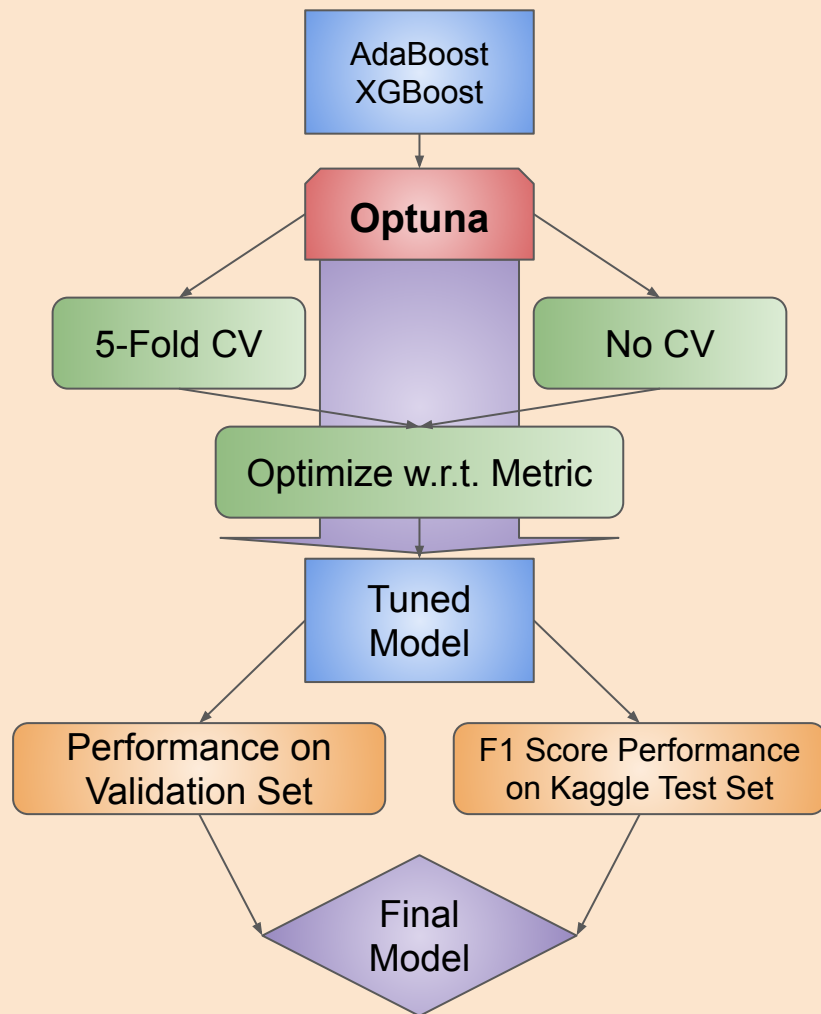 AdaBoost
XGBoost
Optuna
5-Fold CV
No CV
Optimize w.r.t. Metric
Tuned
Model
Performance on
Validation Set
F1 Score Performance
on Kaggle Test Set
Final
Model